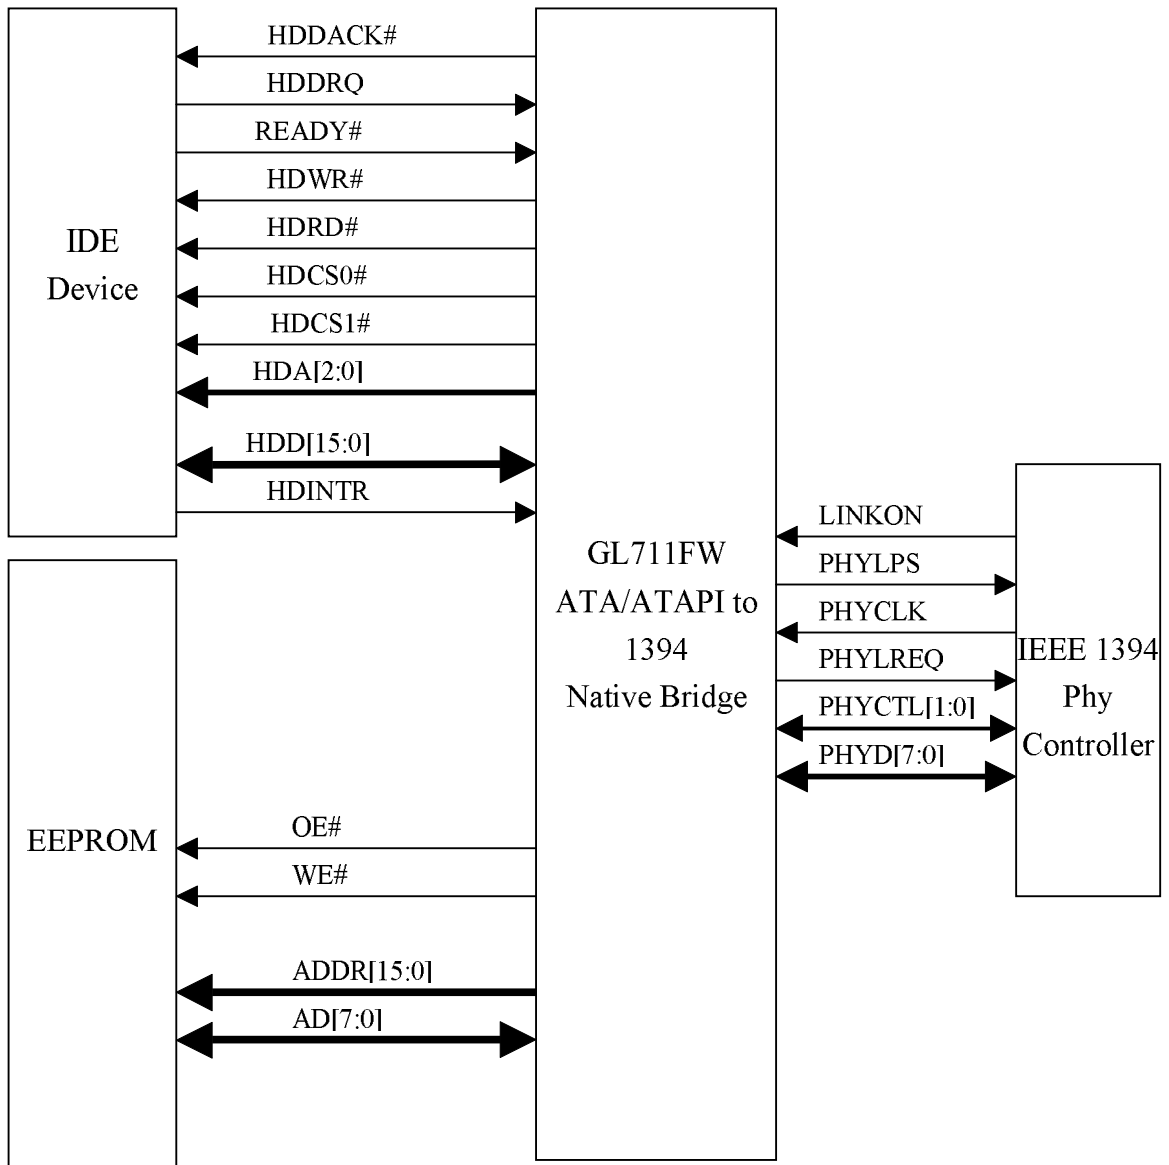 HDDACK#
HDDRQ
READY#
HDWR#
HDRD#
HDCS0#
HDCS1#
HDA[2:0]
HDD[15:0]
HDINTR
IDE
Device
GL711FW
ATA/ATAPI to
1394
Native Bridge
LINKON
PHYLPS
PHYCLK
PHYLREQ
PHYCTL[1:0]
PHYD[7:0]
IEEE 1394
Phy
Controller
EEPROM
OE#
WE#
ADDR[15:0]
AD[7:0]